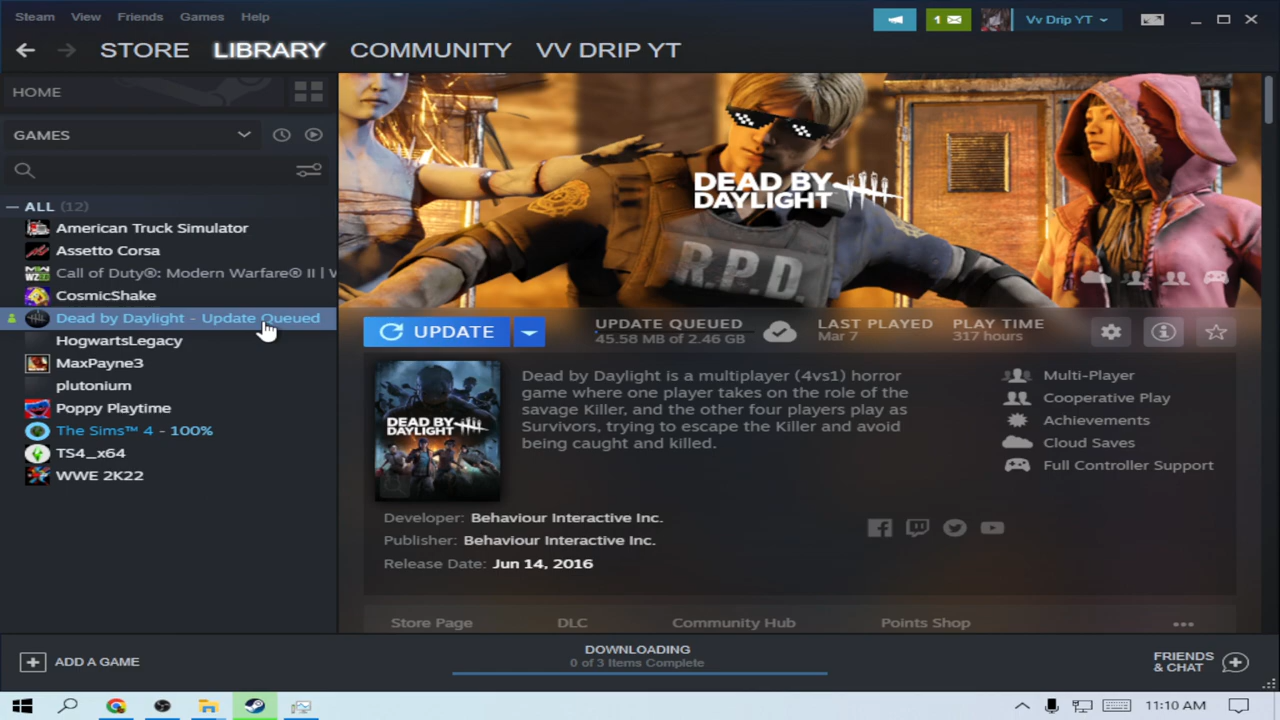 Steam View Friends Games Help
1
Vv Drip YT
STORE LIBRARY COMMUNITY VV DRIP YT
HOME
GAMES
ALL (12)
American Truck Simulator
Assetto Corsa
Call of Duty®: Modern Warfare® II | W
CosmicShake
Dead by Daylight - Update Queued
HogwartsLegacy
MaxPayne3
plutonium
Poppy Playtime
The Sims™ 4 - 100%
TS4_x64
WWE 2K22
DEAD BY
DAYLIGHT
R.P.D.
UPDATE
UPDATE QUEUED
45.58 MB of 2.46 GB
LAST PLAYED
Mar 7
PLAY TIME
317 hours
DEAD BY
DAYLIGHT
Dead by Daylight is a multiplayer (4vs1) horror
game where one player takes on the role of the
savage Killer, and the other four players play as
Survivors, trying to escape the Killer and avoid
being caught and killed.
Multi-Player
Cooperative Play
Achievements
Cloud Saves
Full Controller Support
Developer: Behaviour Interactive Inc.
Publisher: Behaviour Interactive Inc.
Release Date: Jun 14, 2016
Store Page DLC Community Hub Points Shop
ADD A GAME
DOWNLOADING
0 of 3 Items Complete
FRIENDS
& CHAT
11:10 AM